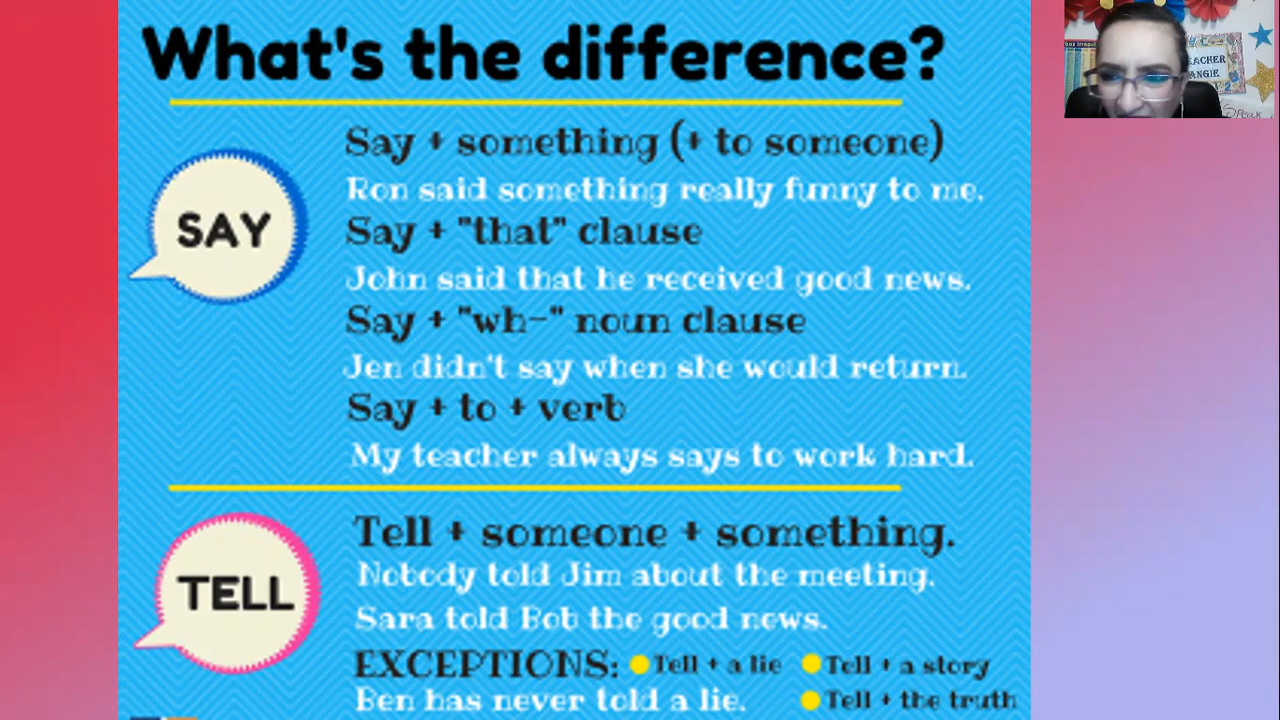 What's the difference?
SAY
Say + something (+ to someone)
Ron said something really funny to me.
Say + "that" clause
John said that he received good news.
Say + "wh-" noun clause
Jen didn't say when she would return.
Say + to + verb
My teacher always says to work hard.
TELL
Tell + someone + something.
Nobody told Jim about the meeting.
Sara told Bob the good news.
EXCEPTIONS: Tell + a lie Tell + a story
Ben has never told a lie. Tell + the truth
TEACHER
ANGIE